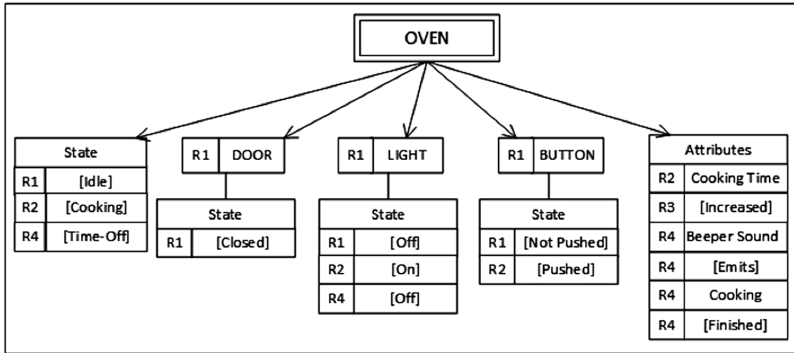 OVEN
State
R1 [Idle]
R2 [Cooking]
R4 [Time-Off]
R1 DOOR
State
R1 [Closed]
R1 LIGHT
State
R1 [Off]
R2 [On]
R4 [Off]
R1 BUTTON
State
R1 [Not Pushed]
R2 [Pushed]
Attributes
R2 Cooking Time
R3 [Increased]
R4 Beeper Sound
R4 [Emits]
R4 Cooking
R4 [Finished]